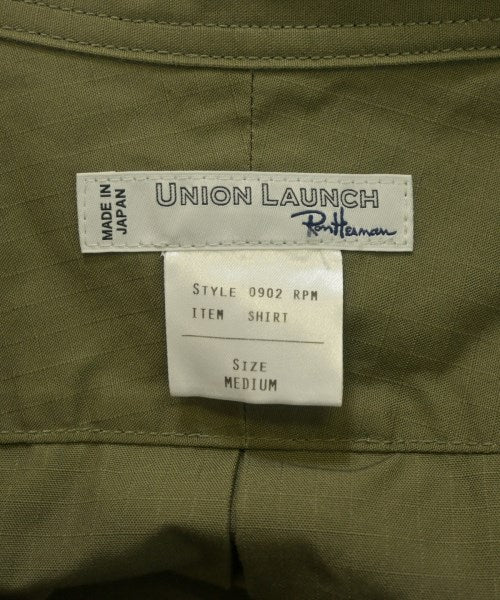 MADE IN
JAPAN
UNION LAUNCH
Ron Herman
STYLE 0902 RPM
ITEM SHIRT
SIZE
MEDIUM